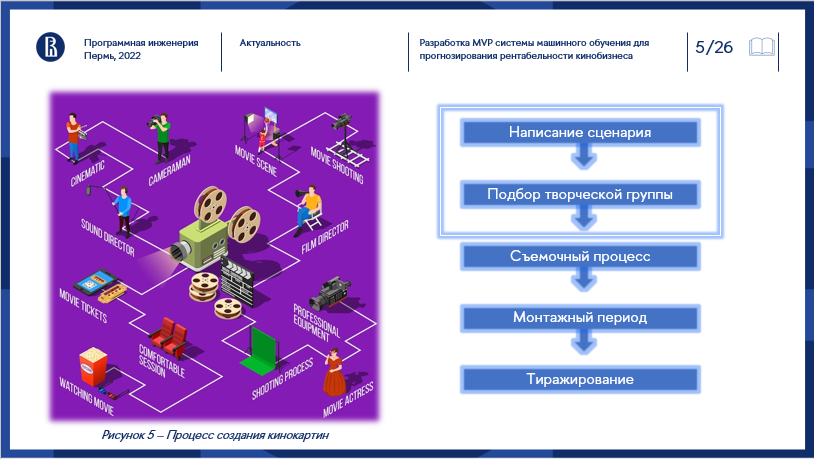 Программная инженерия
Пермь, 2022
Актуальность
Разработка MVP системы машинного обучения для
прогнозирования рентабельности кинобизнеса
5/26
CINEMATIC
CAMERAMAN
MOVIE SCENE
MOVIE SHOOTING
SOUND DIRECTOR
FILM DIRECTOR
MOVIE TICKETS
PROFESSIONAL
EQUIPMENT
COMFORTABLE
SESSION
SHOOTING PROCESS
WATCHING MOVIE
MOVIE ACTRESS
Рисунок 5 – Процесс создания кинокартин
Написание сценария
Подбор творческой группы
Съемочный процесс
Монтажный период
Тиражирование